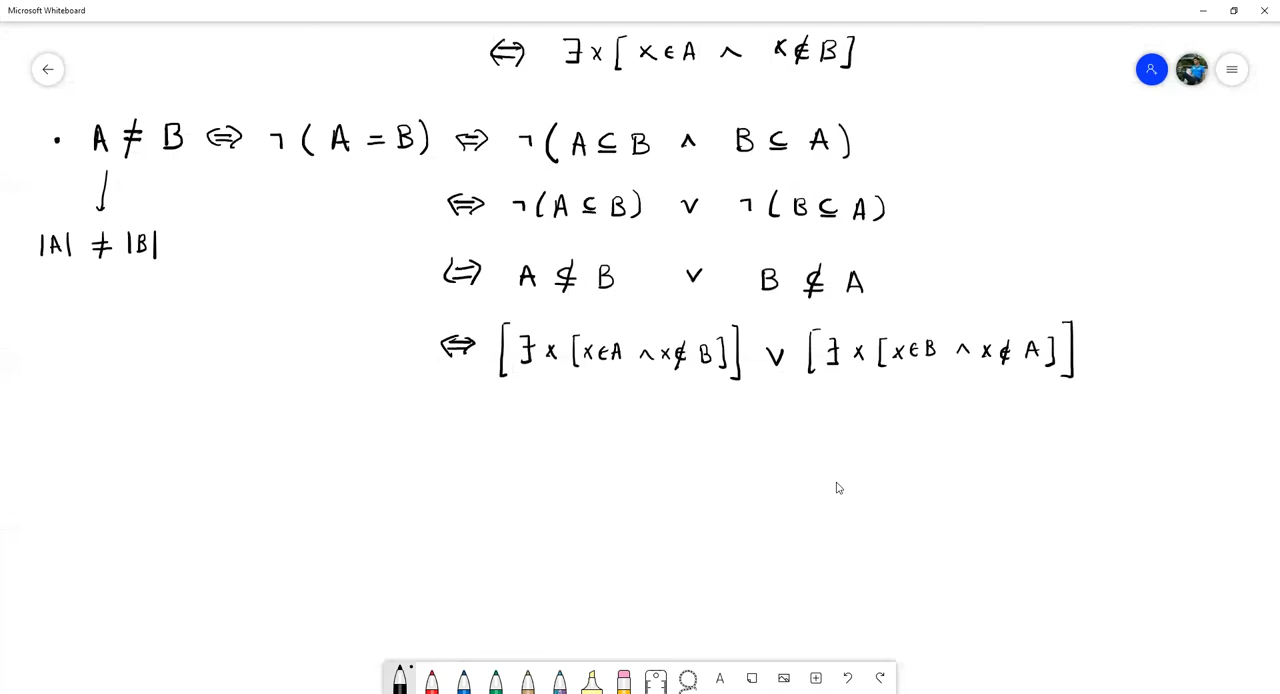 Microsoft Whiteboard
⇔ ∃ x [ x ∈ A ∧ x ∉ B ]
· A ≠ B ⇔ ¬ ( A = B ) ⇔ ¬ ( A ⊆ B ∧ B ⊆ A )
↓
⇔ ¬ ( A ⊆ B ) ∨ ¬ ( B ⊆ A )
|A| ≠ |B|
⇔ A ⊈ B ∨ B ⊈ A
⇔ [ ∃ x [ x ∈ A ∧ x ∉ B ] ] ∨ [ ∃ x [ x ∈ B ∧ x ∉ A ] ]
A